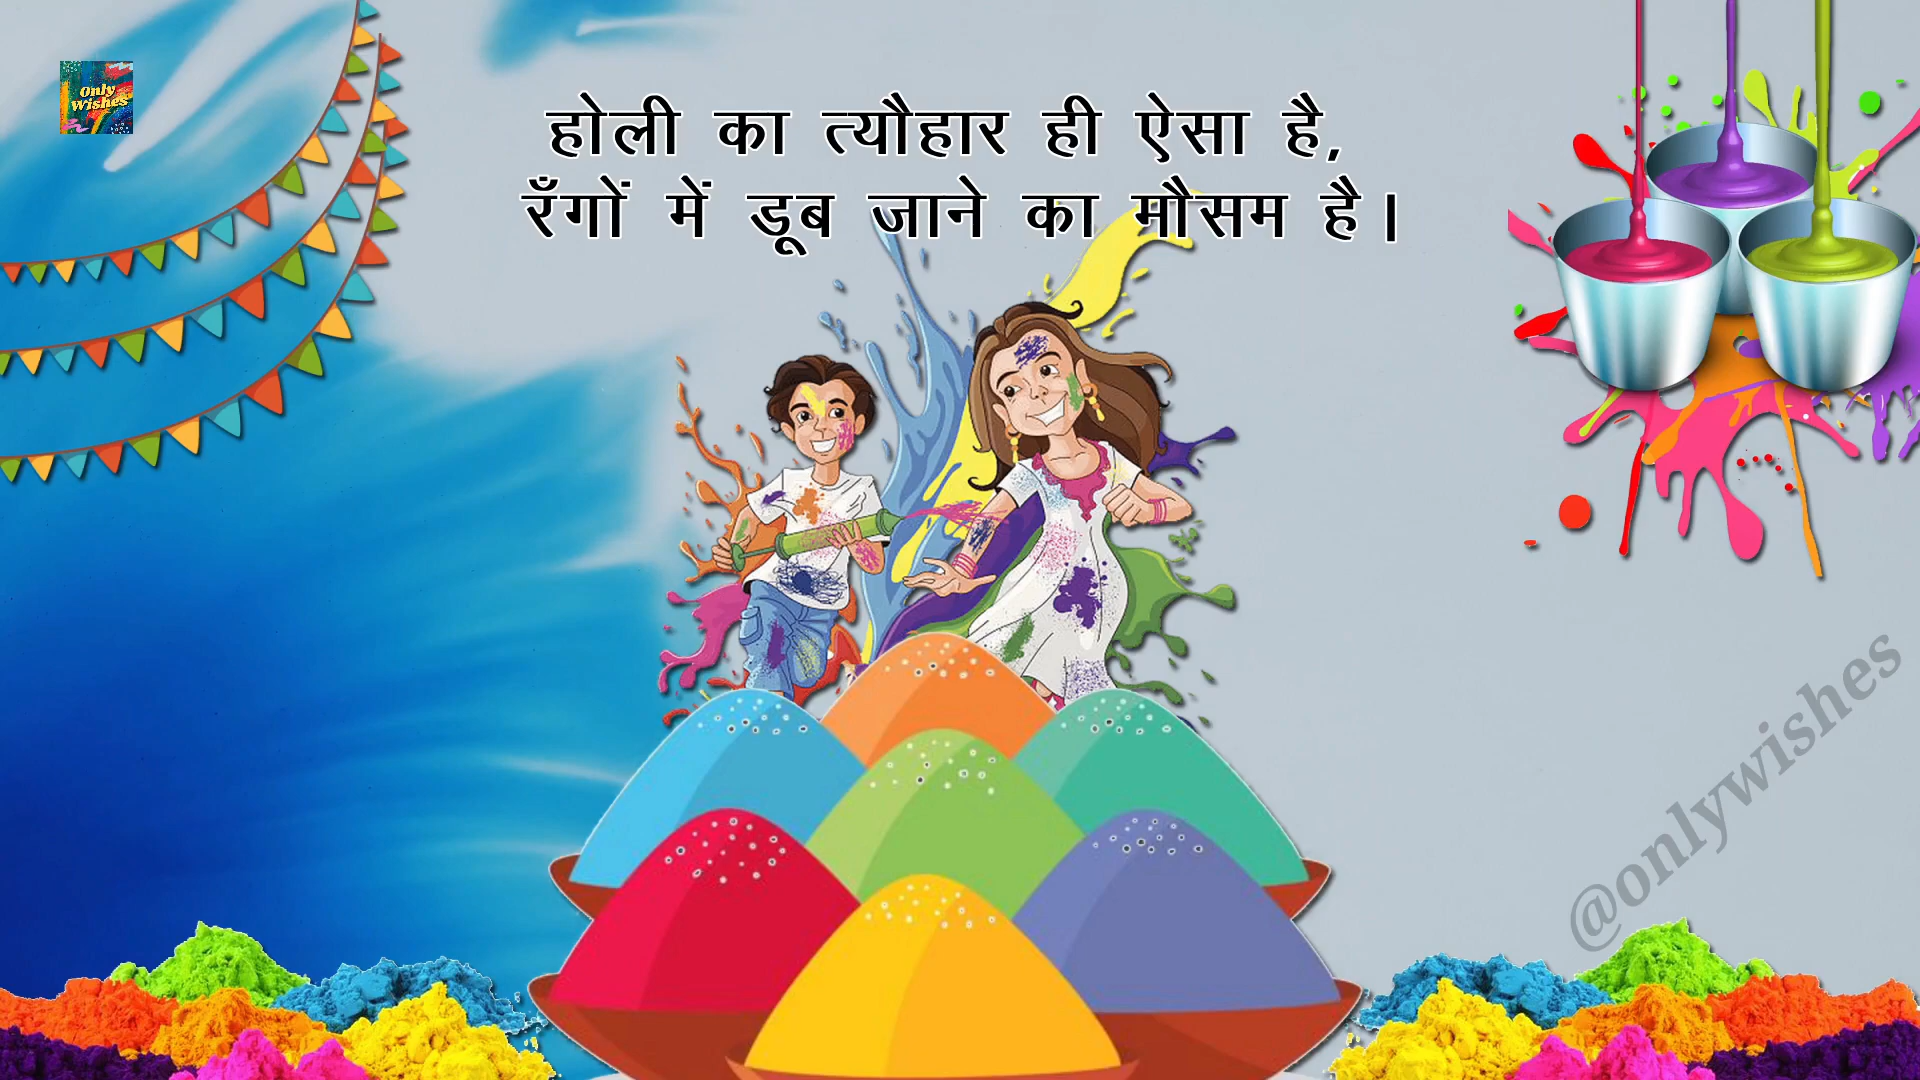 Only
Wishes
होली का त्यौहार ही ऐसा है,
रँगों में डूब जाने का मौसम है।
@onlywishes